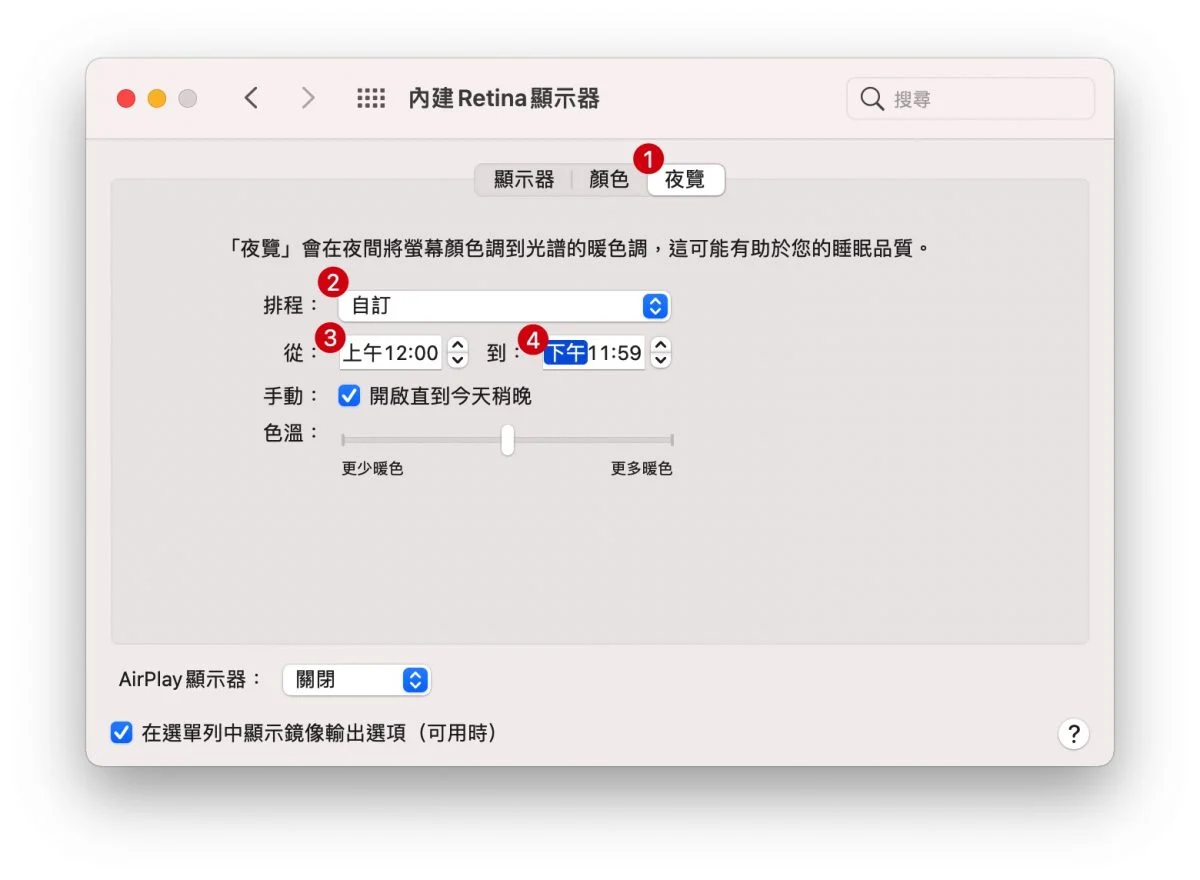 內建 Retina 顯示器
搜尋
顯示器 顏色 1 夜覽
「夜覽」會在夜間將螢幕顏色調到光譜的暖色調，這可能有助於您的睡眠品質。
2
排程： 自訂
3 4
從： 上午12:00 到： 下午11:59
手動： 開啟直到今天稍晚
色溫：
更少暖色 更多暖色
AirPlay 顯示器： 關閉
在選單列中顯示鏡像輸出選項（可用時）
?